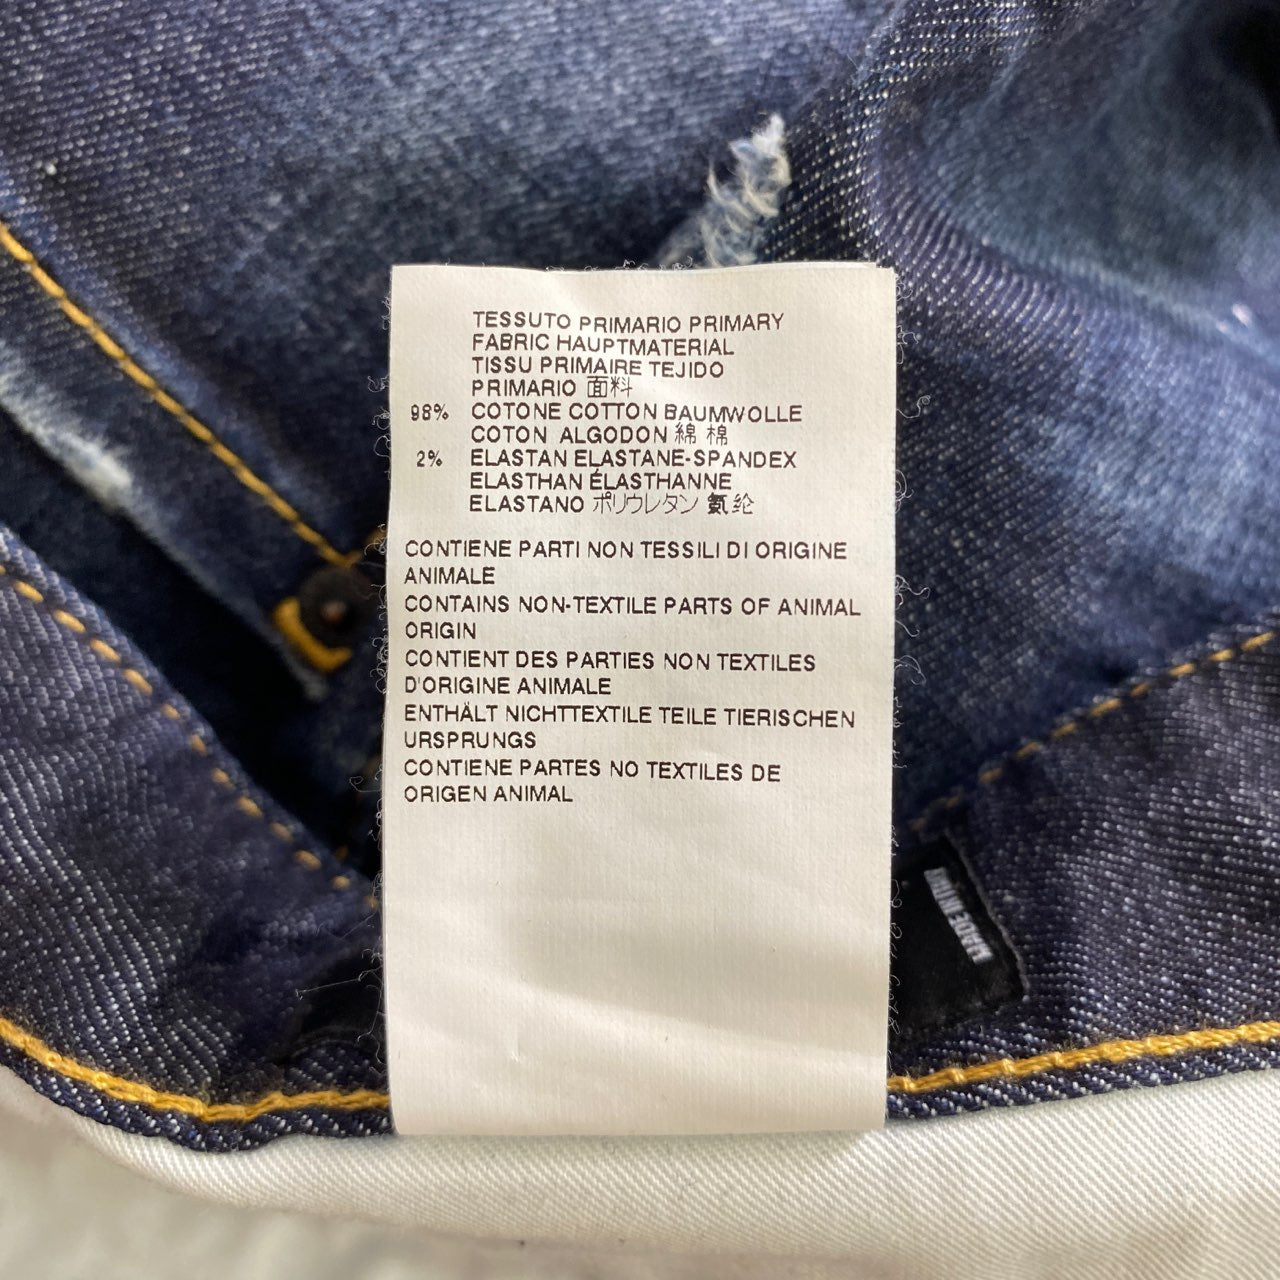 TESSUTO PRIMARIO PRIMARY
FABRIC HAUPTMATERIAL
TISSU PRIMAIRE TEJIDO
PRIMARIO 面料
98% COTONE COTTON BAUMWOLLE
COTON ALGODON 綿 棉
2% ELASTAN ELASTANE-SPANDEX
ELASTHAN ÉLASTHANNE
ELASTANO ポリウレタン 氨纶
CONTIENE PARTI NON TESSILI DI ORIGINE
ANIMALE
CONTAINS NON-TEXTILE PARTS OF ANIMAL
ORIGIN
CONTIENT DES PARTIES NON TEXTILES
D'ORIGINE ANIMALE
ENTHÄLT NICHTTEXTILE TEILE TIERISCHEN
URSPRUNGS
CONTIENE PARTES NO TEXTILES DE
ORIGEN ANIMAL
MADE